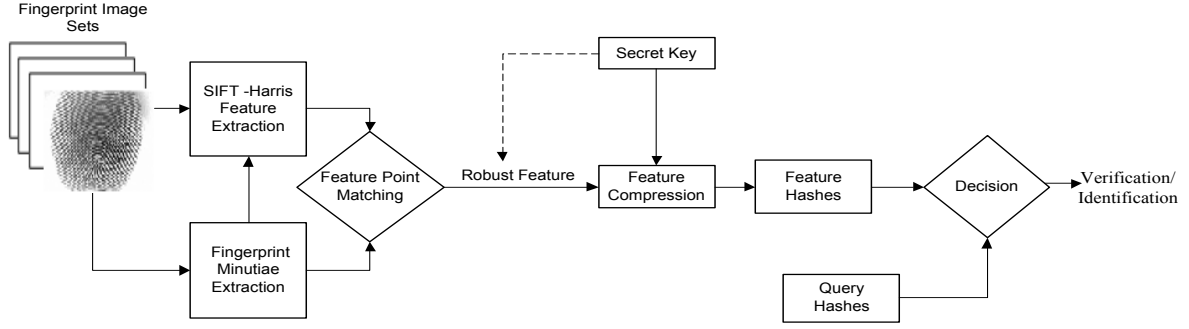 Fingerprint Image
Sets
SIFT -Harris
Feature
Extraction
Fingerprint
Minutiae
Extraction
Feature Point
Matching
Robust Feature
Secret Key
Feature
Compression
Feature
Hashes
Query
Hashes
Decision
Verification/
Identification